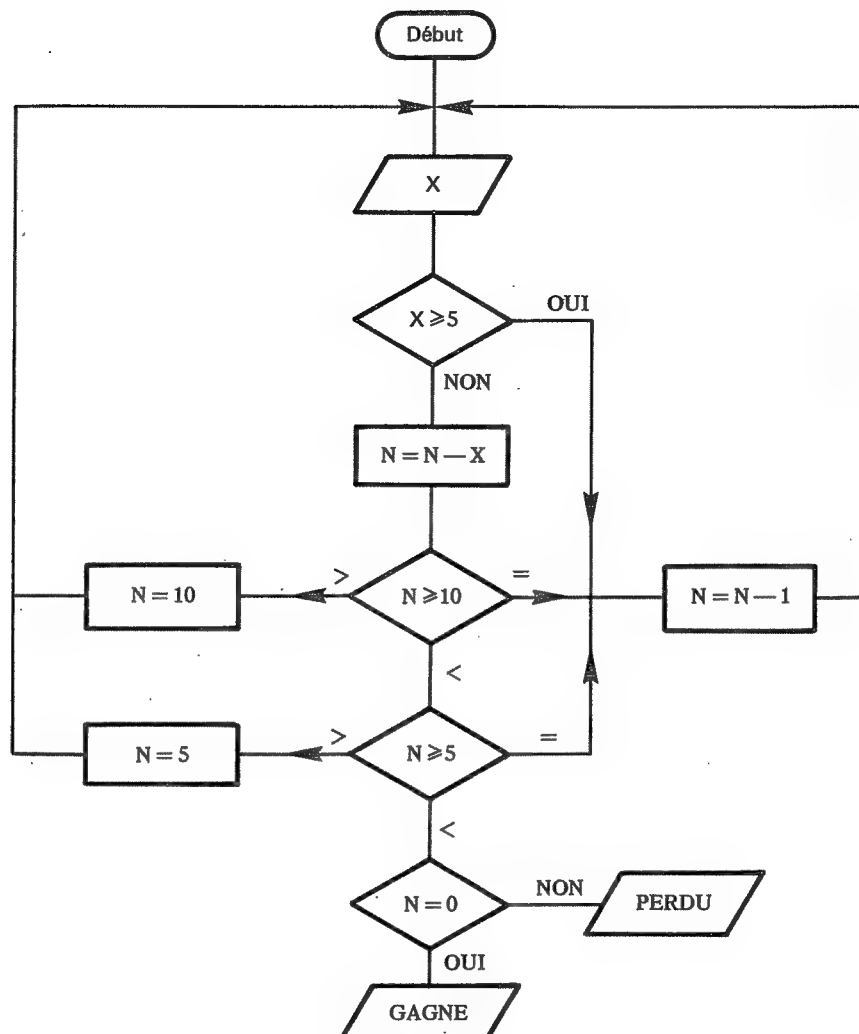 Début
X
X ⩾ 5
OUI
NON
N = N — X
N = 10
>
N ⩾ 10
=
N = N — 1
<
N = 5
>
N ⩾ 5
=
<
N = 0
NON
PERDU
OUI
GAGNE